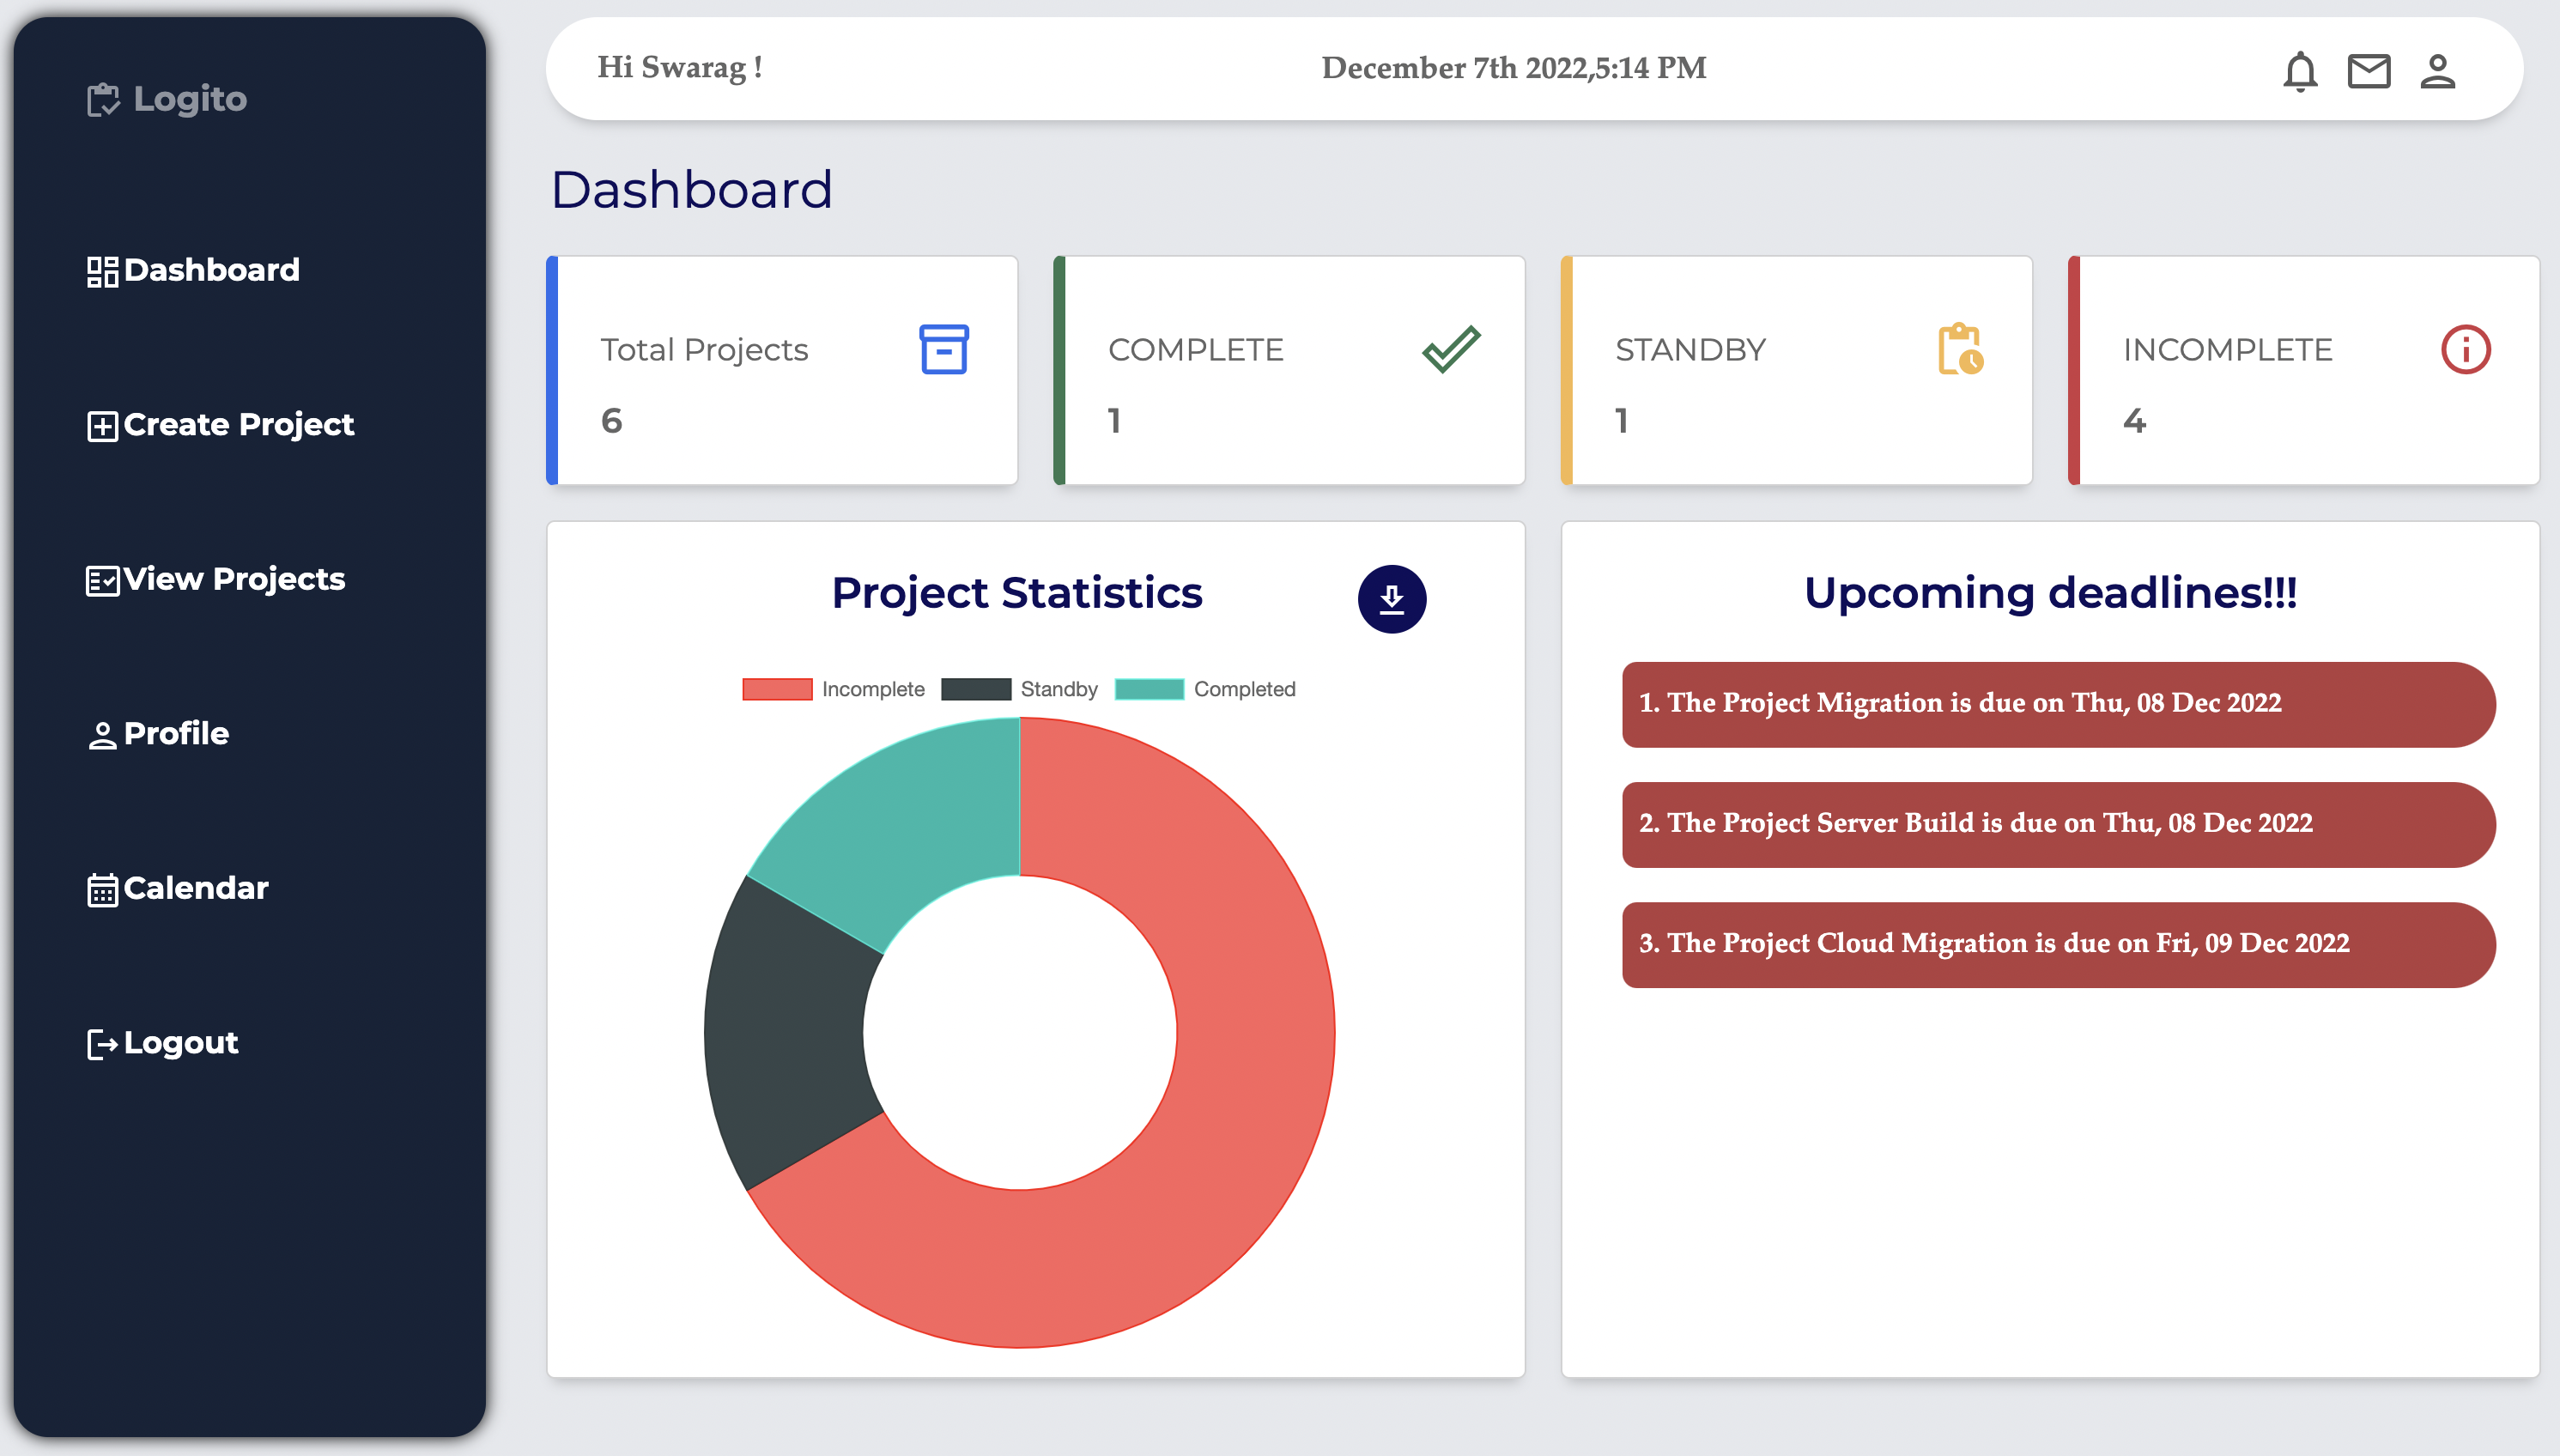 Logito
Dashboard
Create Project
View Projects
Profile
Calendar
Logout
Hi Swarag !
December 7th 2022,5:14 PM
Dashboard
Total Projects
6
COMPLETE
1
STANDBY
1
INCOMPLETE
4
Project Statistics
Incomplete Standby Completed
Upcoming deadlines!!!
1. The Project Migration is due on Thu, 08 Dec 2022
2. The Project Server Build is due on Thu, 08 Dec 2022
3. The Project Cloud Migration is due on Fri, 09 Dec 2022